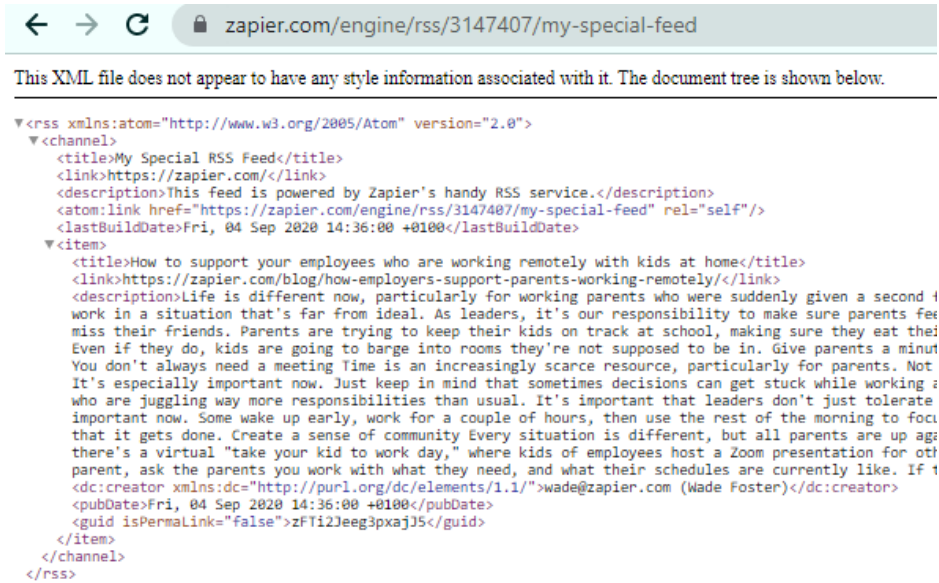 zapier.com/engine/rss/3147407/my-special-feed
This XML file does not appear to have any style information associated with it. The document tree is shown below.
▼<rss xmlns:atom="http://www.w3.org/2005/Atom" version="2.0">
▼<channel>
<title>My Special RSS Feed</title>
<link>https://zapier.com/</link>
<description>This feed is powered by Zapier's handy RSS service.</description>
<atom:link href="https://zapier.com/engine/rss/3147407/my-special-feed" rel="self"/>
<lastBuildDate>Fri, 04 Sep 2020 14:36:00 +0100</lastBuildDate>
▼<item>
<title>How to support your employees who are working remotely with kids at home</title>
<link>https://zapier.com/blog/how-employers-support-parents-working-remotely/</link>
<description>Life is different now, particularly for working parents who were suddenly given a second
work in a situation that's far from ideal. As leaders, it's our responsibility to make sure parents fee
miss their friends. Parents are trying to keep their kids on track at school, making sure they eat thei
Even if they do, kids are going to barge into rooms they're not supposed to be in. Give parents a minut
You don't always need a meeting Time is an increasingly scarce resource, particularly for parents. Not
It's especially important now. Just keep in mind that sometimes decisions can get stuck while working a
who are juggling way more responsibilities than usual. It's important that leaders don't just tolerate
important now. Some wake up early, work for a couple of hours, then use the rest of the morning to focu
that it gets done. Create a sense of community Every situation is different, but all parents are up aga
there's a virtual "take your kid to work day," where kids of employees host a Zoom presentation for oth
parent, ask the parents you work with what they need, and what their schedules are currently like. If t
<dc:creator xmlns:dc="http://purl.org/dc/elements/1.1/">wade@zapier.com (Wade Foster)</dc:creator>
<pubDate>Fri, 04 Sep 2020 14:36:00 +0100</pubDate>
<guid isPermaLink="false">zFTi2Jeeg3pxajJ5</guid>
</item>
</channel>
</rss>